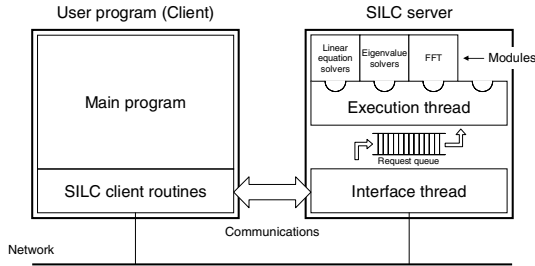 User program (Client)
SILC server
Main program
SILC client routines
Linear
equation
solvers
Eigenvalue
solvers
FFT
Modules
Execution thread
Request queue
Interface thread
Communications
Network